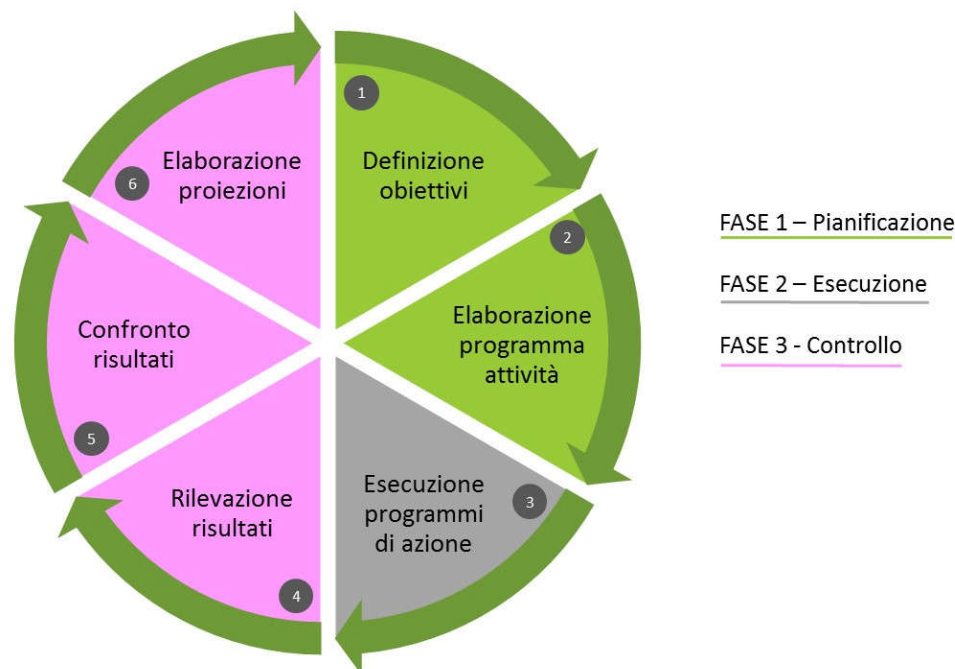 1
Definizione
obiettivi
2
Elaborazione
programma
attività
3
Esecuzione
programmi
di azione
4
Rilevazione
risultati
5
Confronto
risultati
6
Elaborazione
proiezioni
FASE 1 – Pianificazione
FASE 2 – Esecuzione
FASE 3 - Controllo